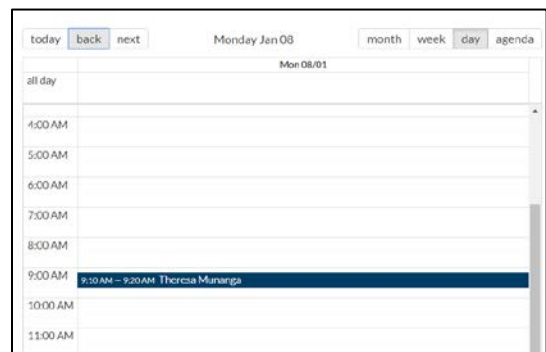 today back next Monday Jan 08 month week day agenda
Mon 08/01
all day
4:00 AM
5:00 AM
6:00 AM
7:00 AM
8:00 AM
9:00 AM
9:10 AM – 9:20 AM Theresa Munanga
10:00 AM
11:00 AM